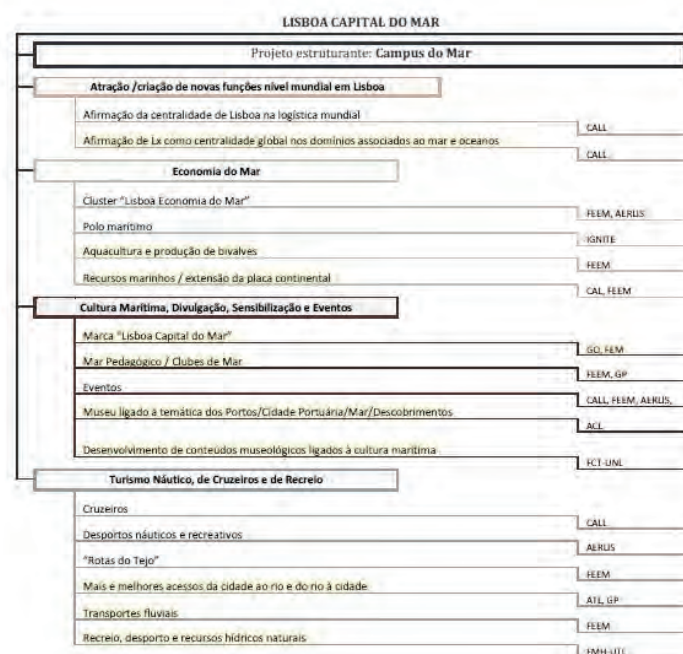 LISBOA CAPITAL DO MAR
Projeto estruturante: Campus do Mar
Atração /criação de novas funções nível mundial em Lisboa
Afirmação da centralidade de Lisboa na logística mundial
CALL
Afirmação de Lx como centralidade global nos domínios associados ao mar e oceanos
CALL
Economia do Mar
Cluster "Lisboa Economia do Mar"
FEEM, AERLIS
Polo marítimo
IGNITE
Aquacultura e produção de bivalves
FEEM
Recursos marinhos / extensão da placa continental
CAL, FEEM
Cultura Marítima, Divulgação, Sensibilização e Eventos
Marca "Lisboa Capital do Mar"
GO, FEM
Mar Pedagógico / Clubes de Mar
FEEM, GP
Eventos
CALL, FEEM, AERLIS,
Museu ligado à temática dos Portos/Cidade Portuária/Mar/Descobrimentos
ACL
Desenvolvimento de conteúdos museológicos ligados à cultura marítima
FCT-UNL
Turismo Náutico, de Cruzeiros e de Recreio
Cruzeiros
CALL
Desportos náuticos e recreativos
AERLIS
"Rotas do Tejo"
FEEM
Mais e melhores acessos da cidade ao rio e do rio à cidade
ATL, GP
Transportes fluviais
FEEM
Recreio, desporto e recursos hídricos naturais
FMH-UTL